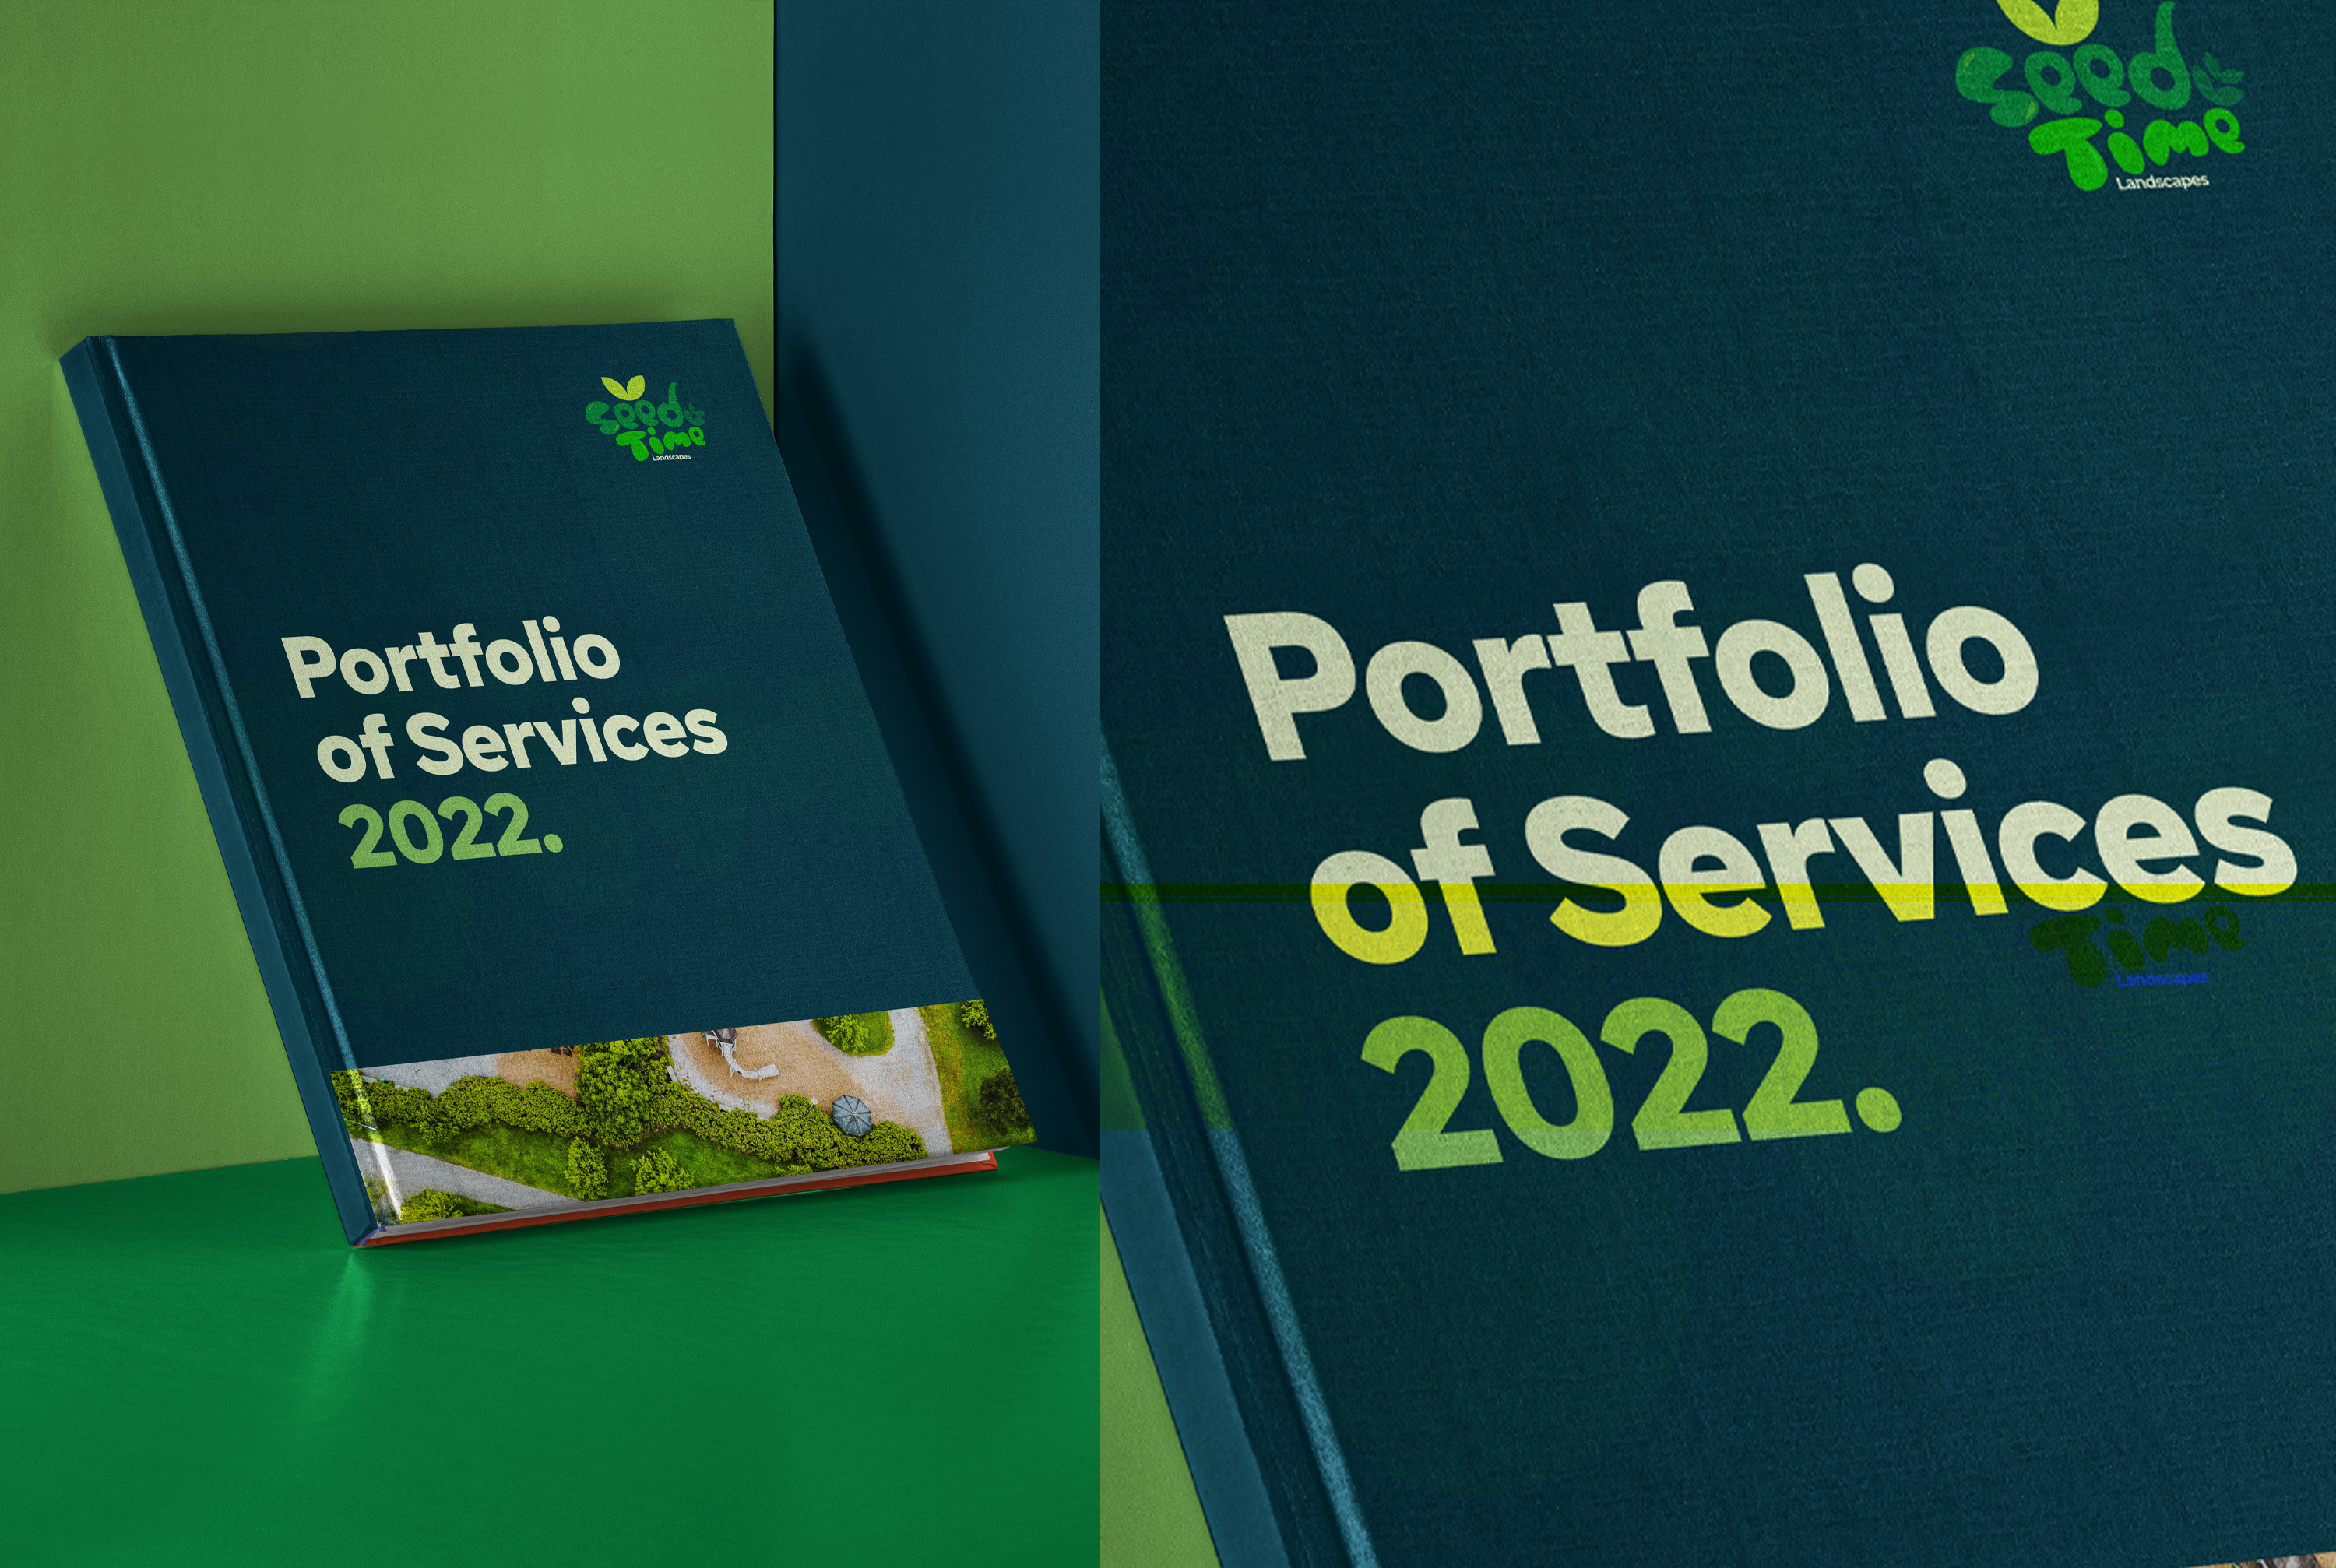 Seed
Time
Landscapes
Portfolio
of Services
2022.
Seed
Time
Landscapes
Portfolio
of Services
2022.
Time
Landscapes